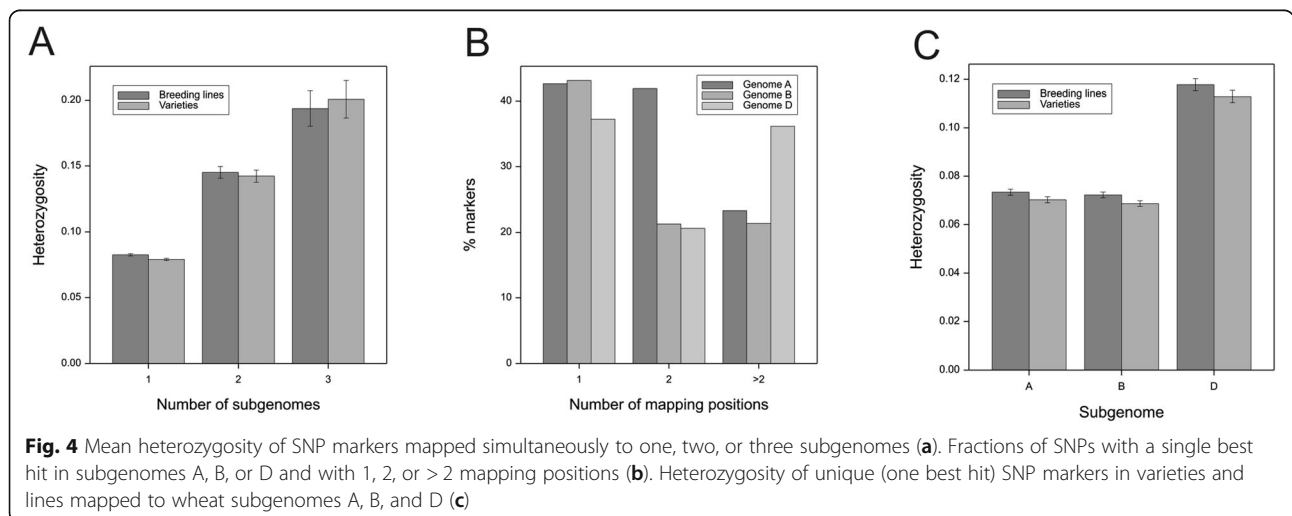 A
Heterozygosity
0.20
0.15
0.10
0.05
0.00
Breeding lines
Varieties
1 2 3
Number of subgenomes
B
% markers
40
20
0
Genome A
Genome B
Genome D
1 2 >2
Number of mapping positions
C
Heterozygosity
0.12
0.10
0.08
0.06
0.04
0.02
0.00
Breeding lines
Varieties
A B D
Subgenome
Fig. 4 Mean heterozygosity of SNP markers mapped simultaneously to one, two, or three subgenomes (a). Fractions of SNPs with a single best
hit in subgenomes A, B, or D and with 1, 2, or > 2 mapping positions (b). Heterozygosity of unique (one best hit) SNP markers in varieties and
lines mapped to wheat subgenomes A, B, and D (c)